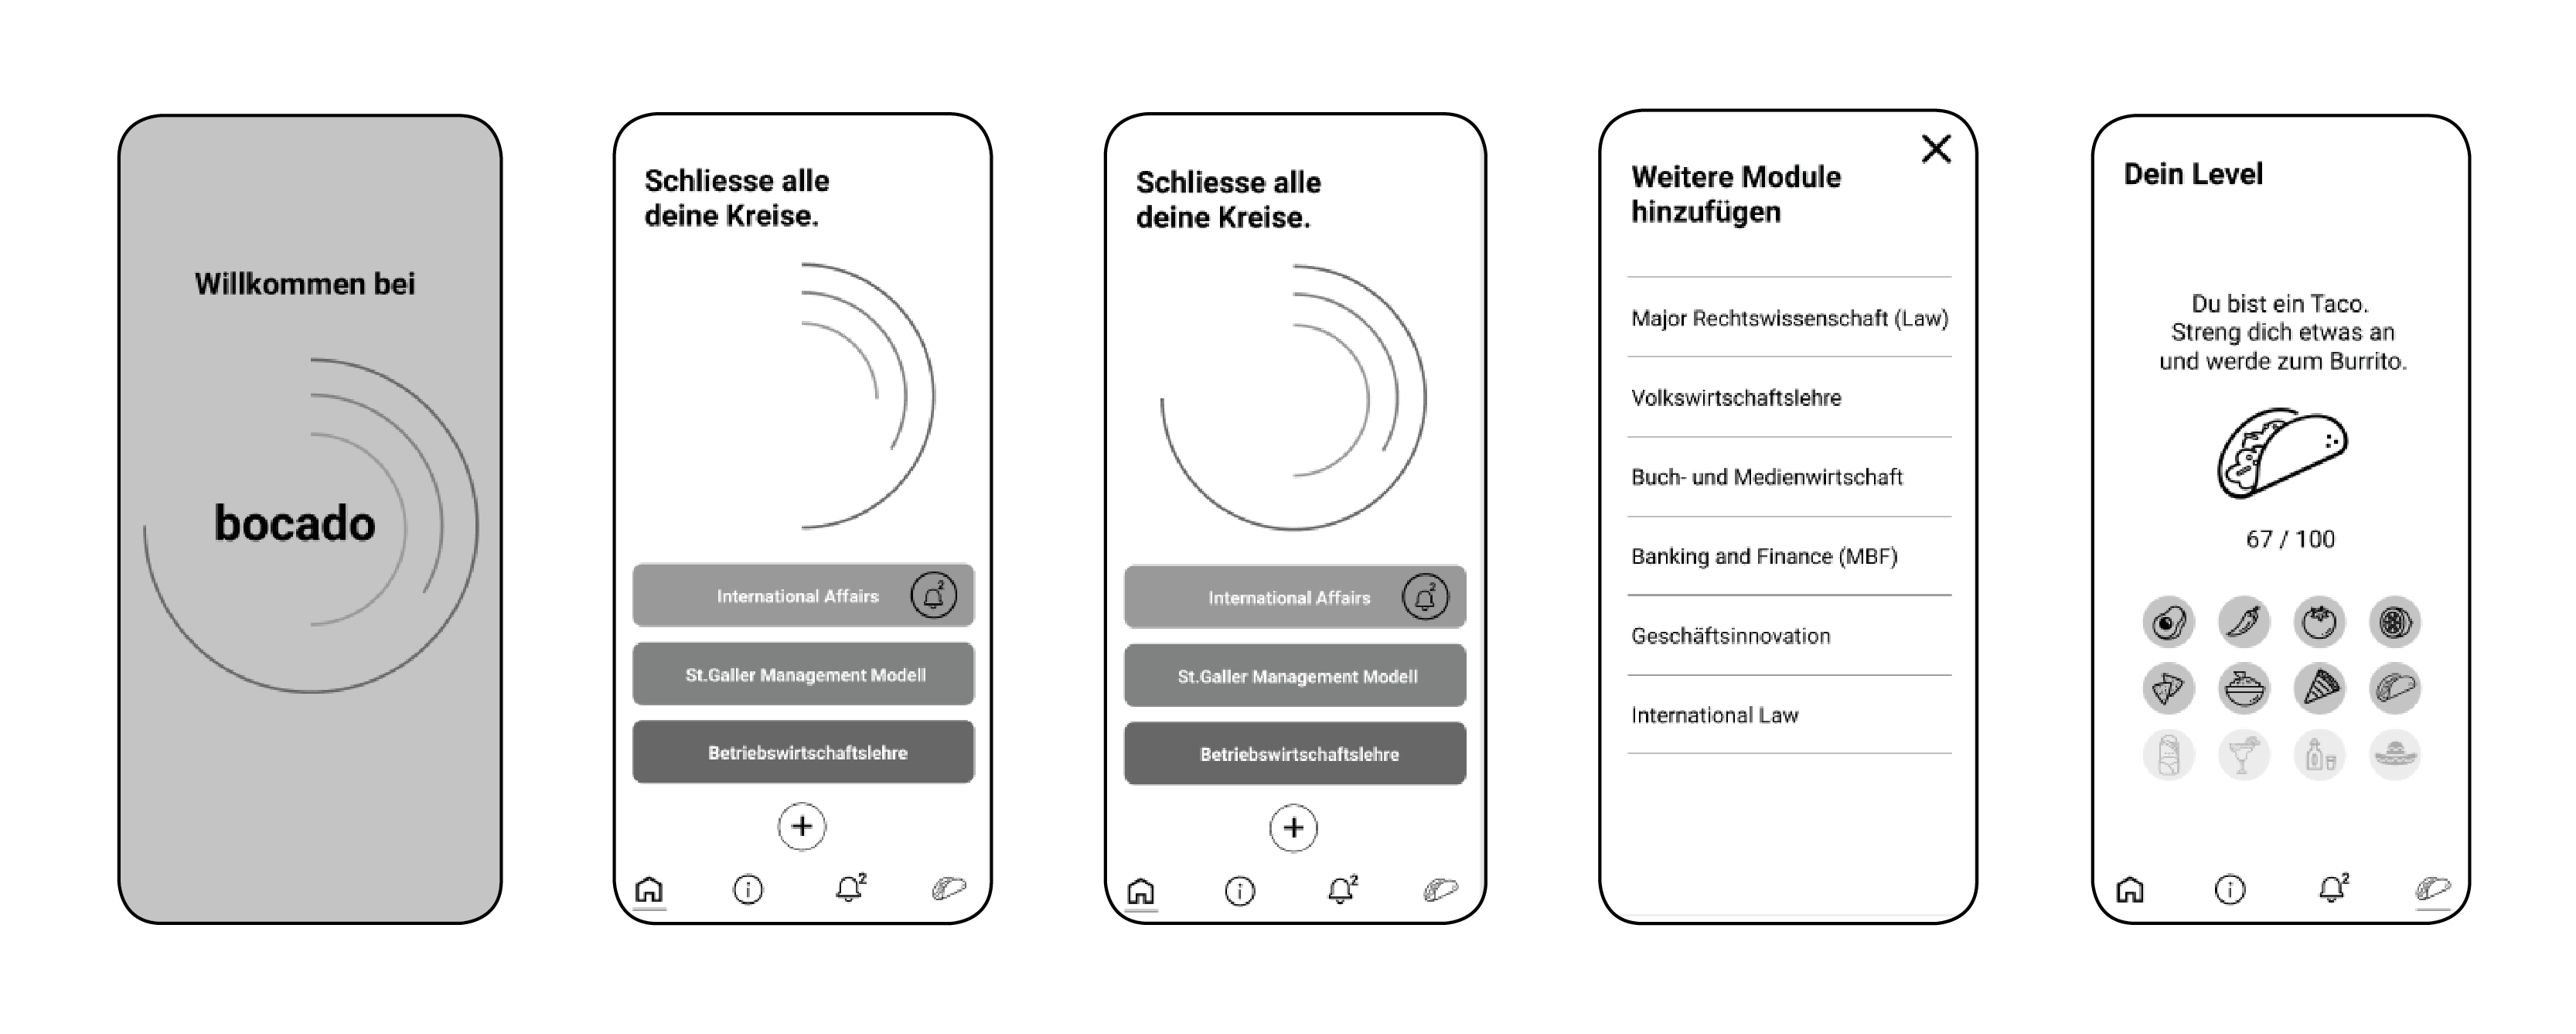 Willkommen bei
bocado
Schliesse alle
deine Kreise.
International Affairs
2
St.Galler Management Modell
Betriebswirtschaftslehre
+
i
2
Schliesse alle
deine Kreise.
International Affairs
2
St.Galler Management Modell
Betriebswirtschaftslehre
+
i
2
Weitere Module
hinzufügen
Major Rechtswissenschaft (Law)
Volkswirtschaftslehre
Buch- und Medienwirtschaft
Banking and Finance (MBF)
Geschäftsinnovation
International Law
Dein Level
Du bist ein Taco.
Streng dich etwas an
und werde zum Burrito.
67 / 100
i
2